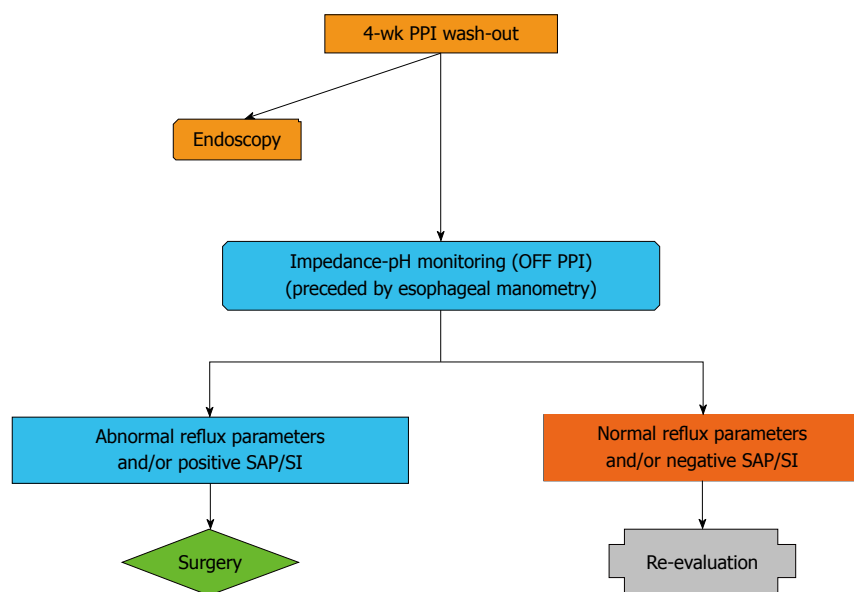 4-wk PPI wash-out
Endoscopy
Impedance-pH monitoring (OFF PPI)
(preceded by esophageal manometry)
Abnormal reflux parameters
and/or positive SAP/SI
Normal reflux parameters
and/or negative SAP/SI
Surgery
Re-evaluation